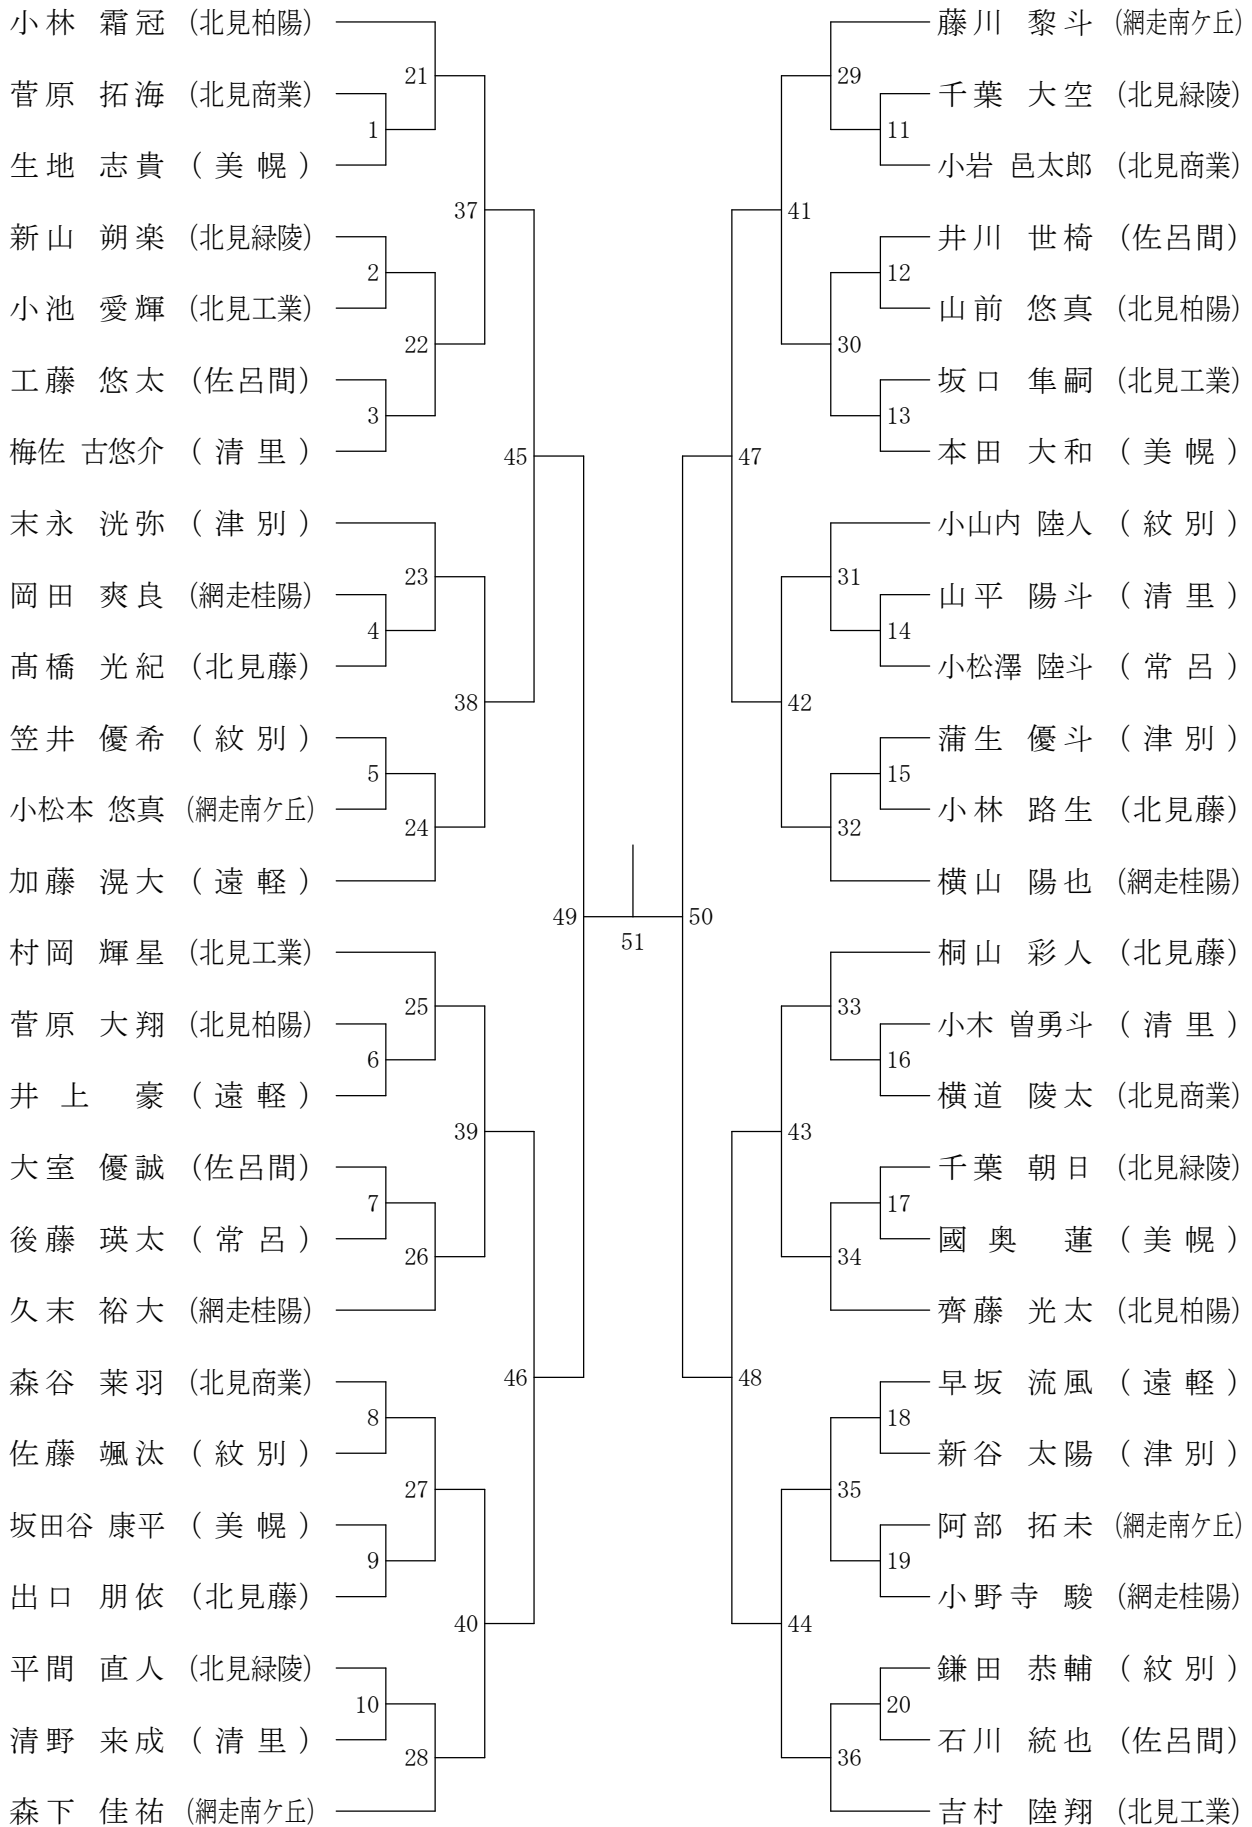 小林 霜冠 (北見柏陽)
菅原 拓海 (北見商業)
生地 志貴 (美幌)
新山 朔楽 (北見緑陵)
小池 愛輝 (北見工業)
工藤 悠太 (佐呂間)
梅佐 古悠介 (清里)
末永 洸弥 (津別)
岡田 爽良 (網走桂陽)
髙橋 光紀 (北見藤)
笠井 優希 (紋別)
小松本 悠真 (網走南ケ丘)
加藤 滉大 (遠軽)
村岡 輝星 (北見工業)
菅原 大翔 (北見柏陽)
井上 豪 (遠軽)
大室 優誠 (佐呂間)
後藤 瑛太 (常呂)
久末 裕大 (網走桂陽)
森谷 莱羽 (北見商業)
佐藤 颯汰 (紋別)
坂田谷 康平 (美幌)
出口 朋依 (北見藤)
平間 直人 (北見緑陵)
清野 来成 (清里)
森下 佳祐 (網走南ケ丘)
1
2
3
4
5
6
7
8
9
10
21
22
23
24
25
26
27
28
37
38
39
40
45
46
49
51
50
47
48
41
42
43
44
29
30
31
32
33
34
35
36
11
12
13
14
15
16
17
18
19
20
藤川 黎斗 (網走南ケ丘)
千葉 大空 (北見緑陵)
小岩 邑太郎 (北見商業)
井川 世椅 (佐呂間)
山前 悠真 (北見柏陽)
坂口 隼嗣 (北見工業)
本田 大和 (美幌)
小山内 陸人 (紋別)
山平 陽斗 (清里)
小松澤 陸斗 (常呂)
蒲生 優斗 (津別)
小林 路生 (北見藤)
横山 陽也 (網走桂陽)
桐山 彩人 (北見藤)
小木 曽勇斗 (清里)
横道 陵太 (北見商業)
千葉 朝日 (北見緑陵)
國奥 蓮 (美幌)
齊藤 光太 (北見柏陽)
早坂 流風 (遠軽)
新谷 太陽 (津別)
阿部 拓未 (網走南ケ丘)
小野寺 駿 (網走桂陽)
鎌田 恭輔 (紋別)
石川 統也 (佐呂間)
吉村 陸翔 (北見工業)